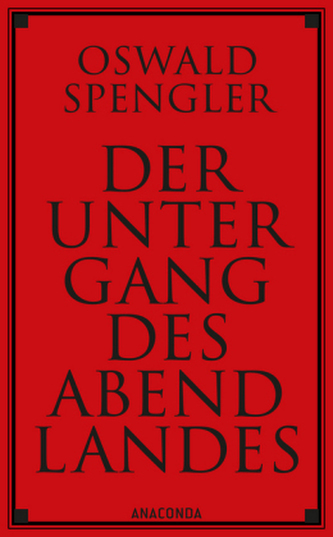 OSWALD
SPENGLER
DER
UNTER
GANG
DES
ABEND
LANDES
ANACONDA